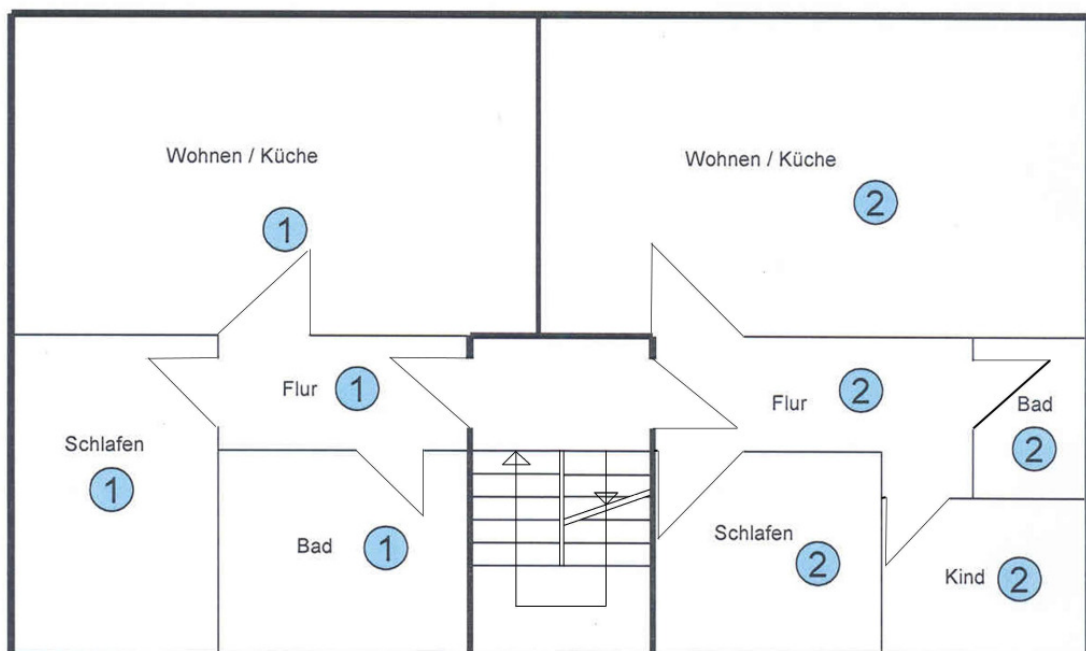 Wohnen / Küche
1
Wohnen / Küche
2
Flur 1
Flur 2
Bad
2
Schlafen
1
Bad 1
Schlafen
2
Kind 2